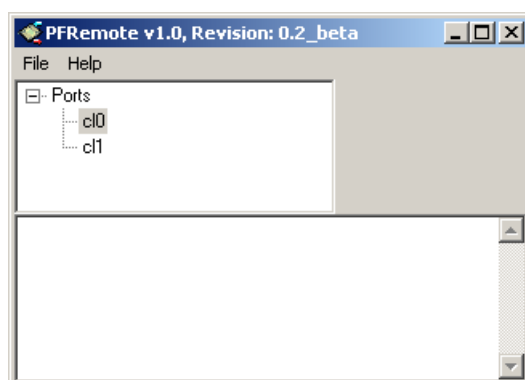 PFRemote v1.0, Revision: 0.2_beta
File Help
Ports
cl0
cl1